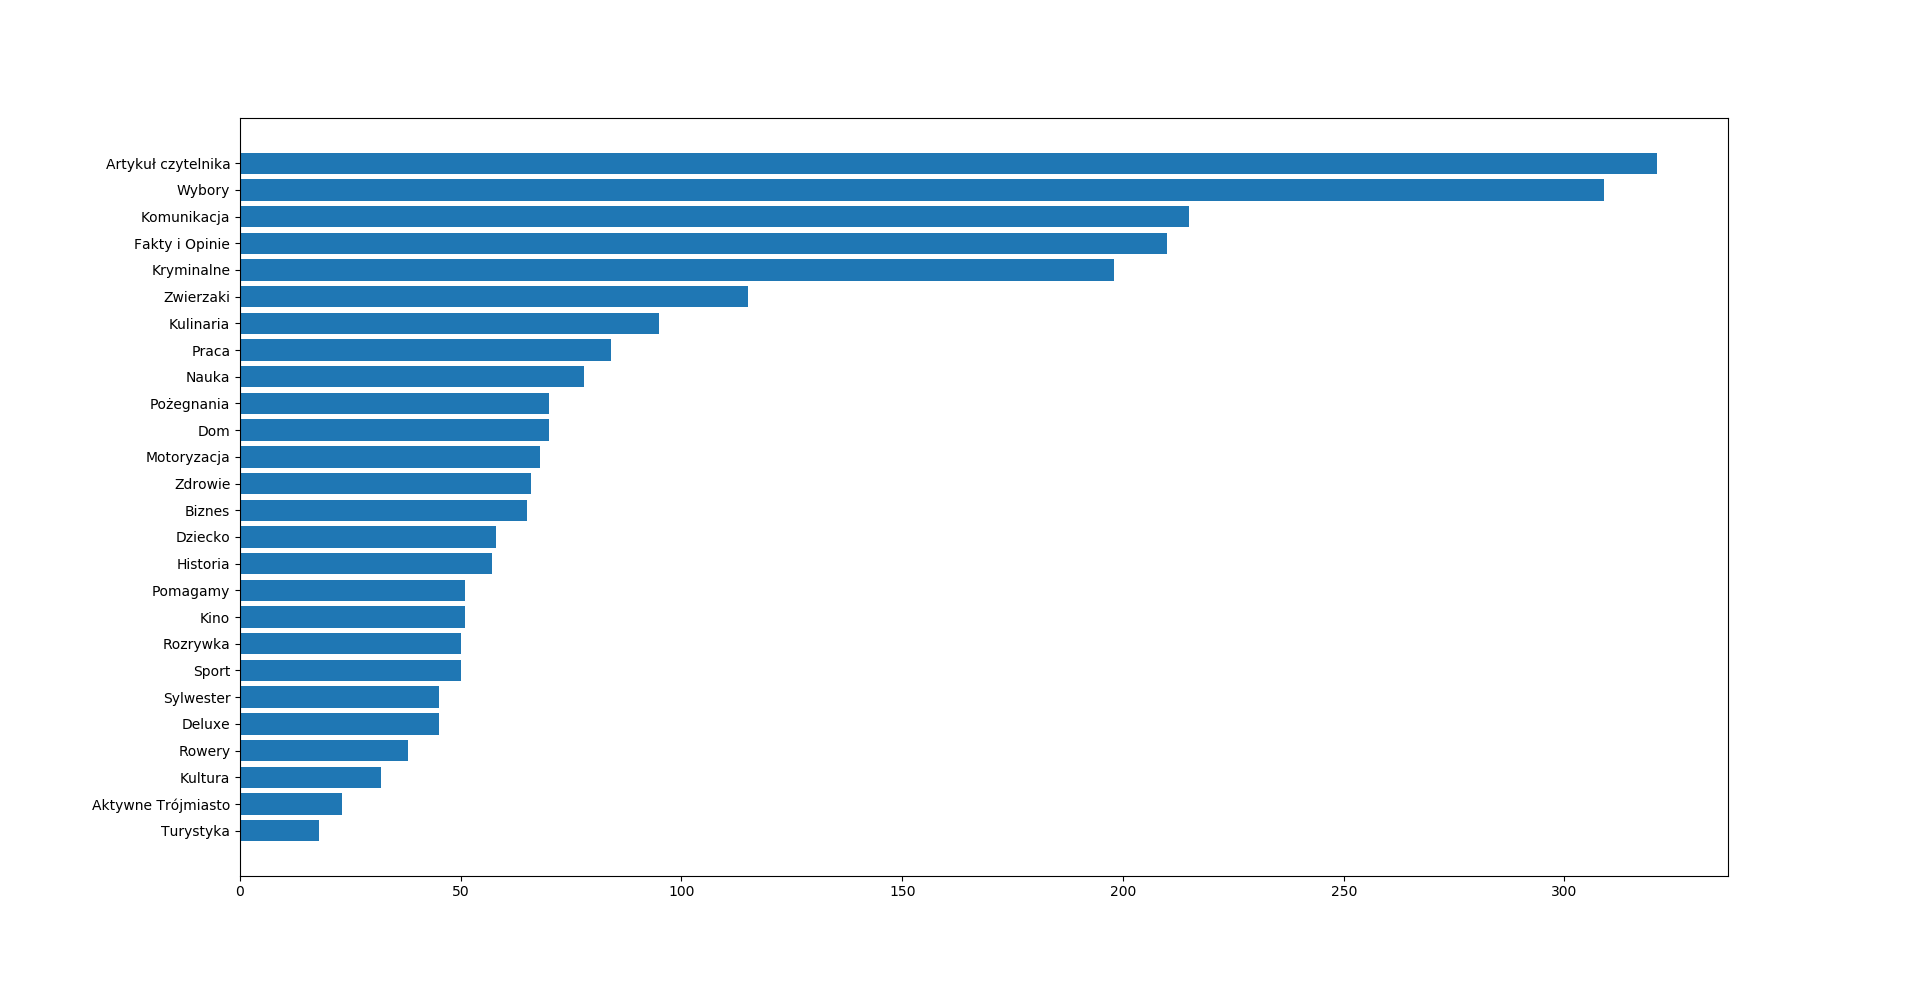 Artykuł czytelnika
Wybory
Komunikacja
Fakty i Opinie
Kryminalne
Zwierzaki
Kulinaria
Praca
Nauka
Pożegnania
Dom
Motoryzacja
Zdrowie
Biznes
Dziecko
Historia
Pomagamy
Kino
Rozrywka
Sport
Sylwester
Deluxe
Rowery
Kultura
Aktywne Trójmiasto
Turystyka
0 50 100 150 200 250 300